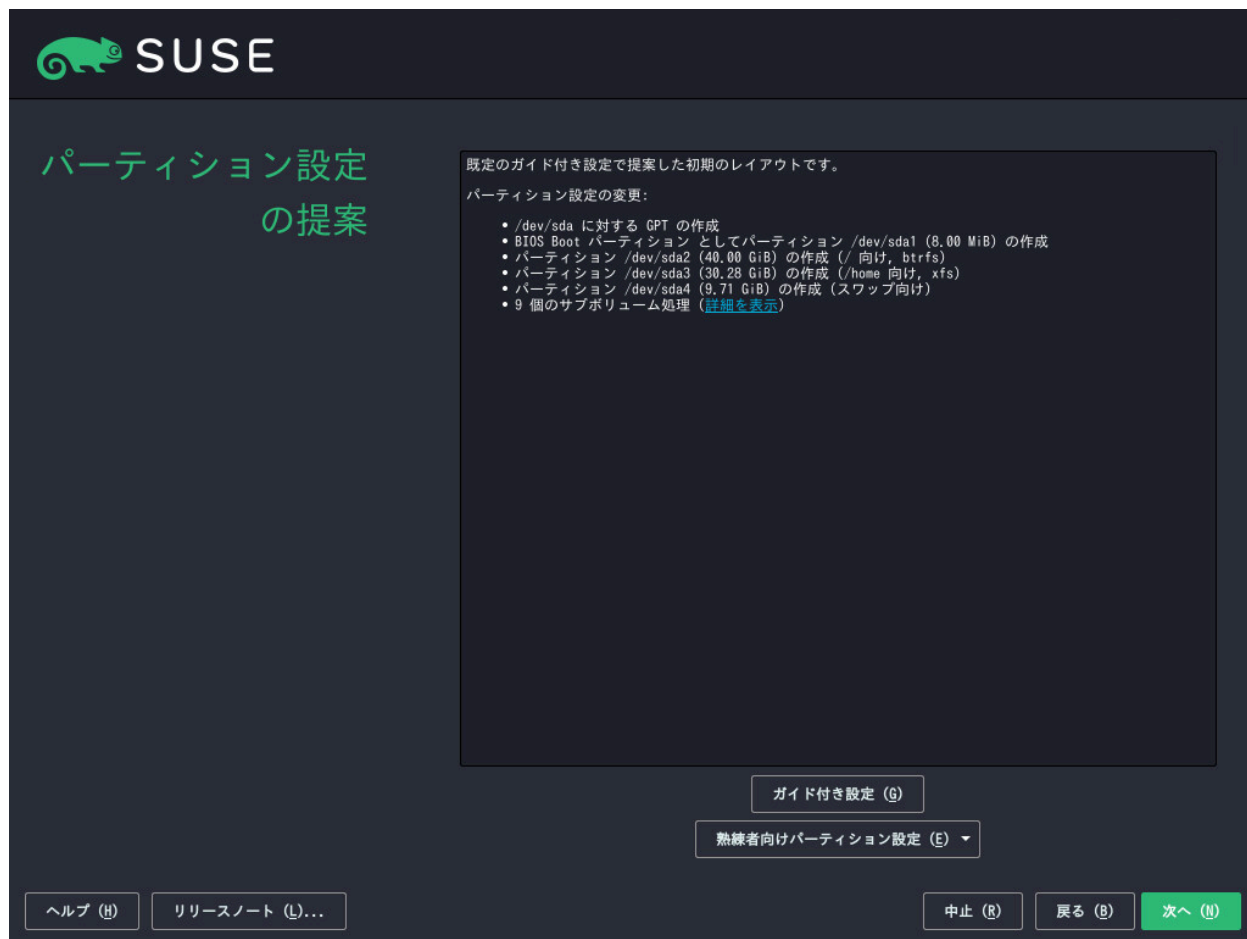 SUSE
パーティション設定
の提案
既定のガイド付き設定で提案した初期のレイアウトです。
パーティション設定の変更:
• /dev/sda に対する GPT の作成
• BIOS Boot パーティション としてパーティション /dev/sda1 (8.00 MiB) の作成
• パーティション /dev/sda2 (40.00 GiB) の作成 (/ 向け, btrfs)
• パーティション /dev/sda3 (30.28 GiB) の作成 (/home 向け, xfs)
• パーティション /dev/sda4 (9.71 GiB) の作成 (スワップ向け)
• 9 個のサブボリューム処理 (詳細を表示)
ガイド付き設定 (G)
熟練者向けパーティション設定 (E)
ヘルプ (H)
リリースノート (L)...
中止 (R)
戻る (B)
次へ (N)